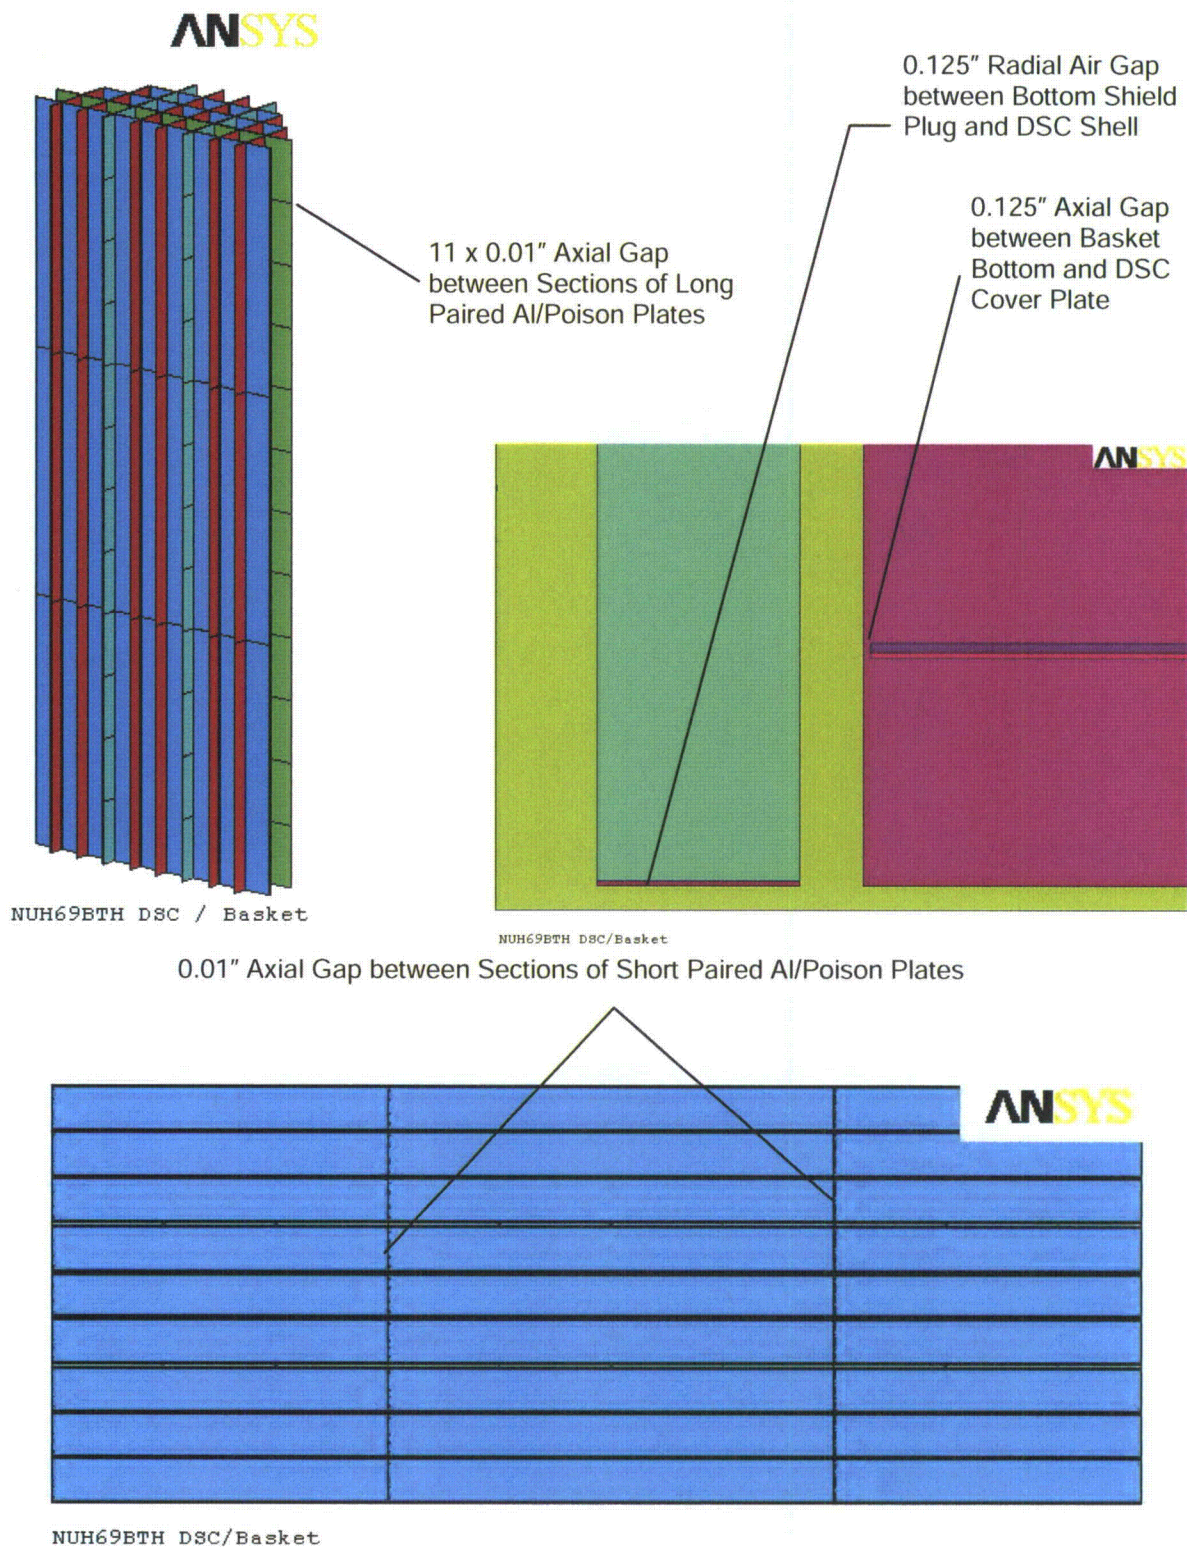 ANSYS
0.125" Radial Air Gap
between Bottom Shield
Plug and DSC Shell
0.125" Axial Gap
between Basket
Bottom and DSC
Cover Plate
11 x 0.01" Axial Gap
between Sections of Long
Paired Al/Poison Plates
ANSYS
NUH69BTH DSC / Basket
NUH69BTH DSC/Basket
0.01" Axial Gap between Sections of Short Paired Al/Poison Plates
ANSYS
NUH69BTH DSC/Basket